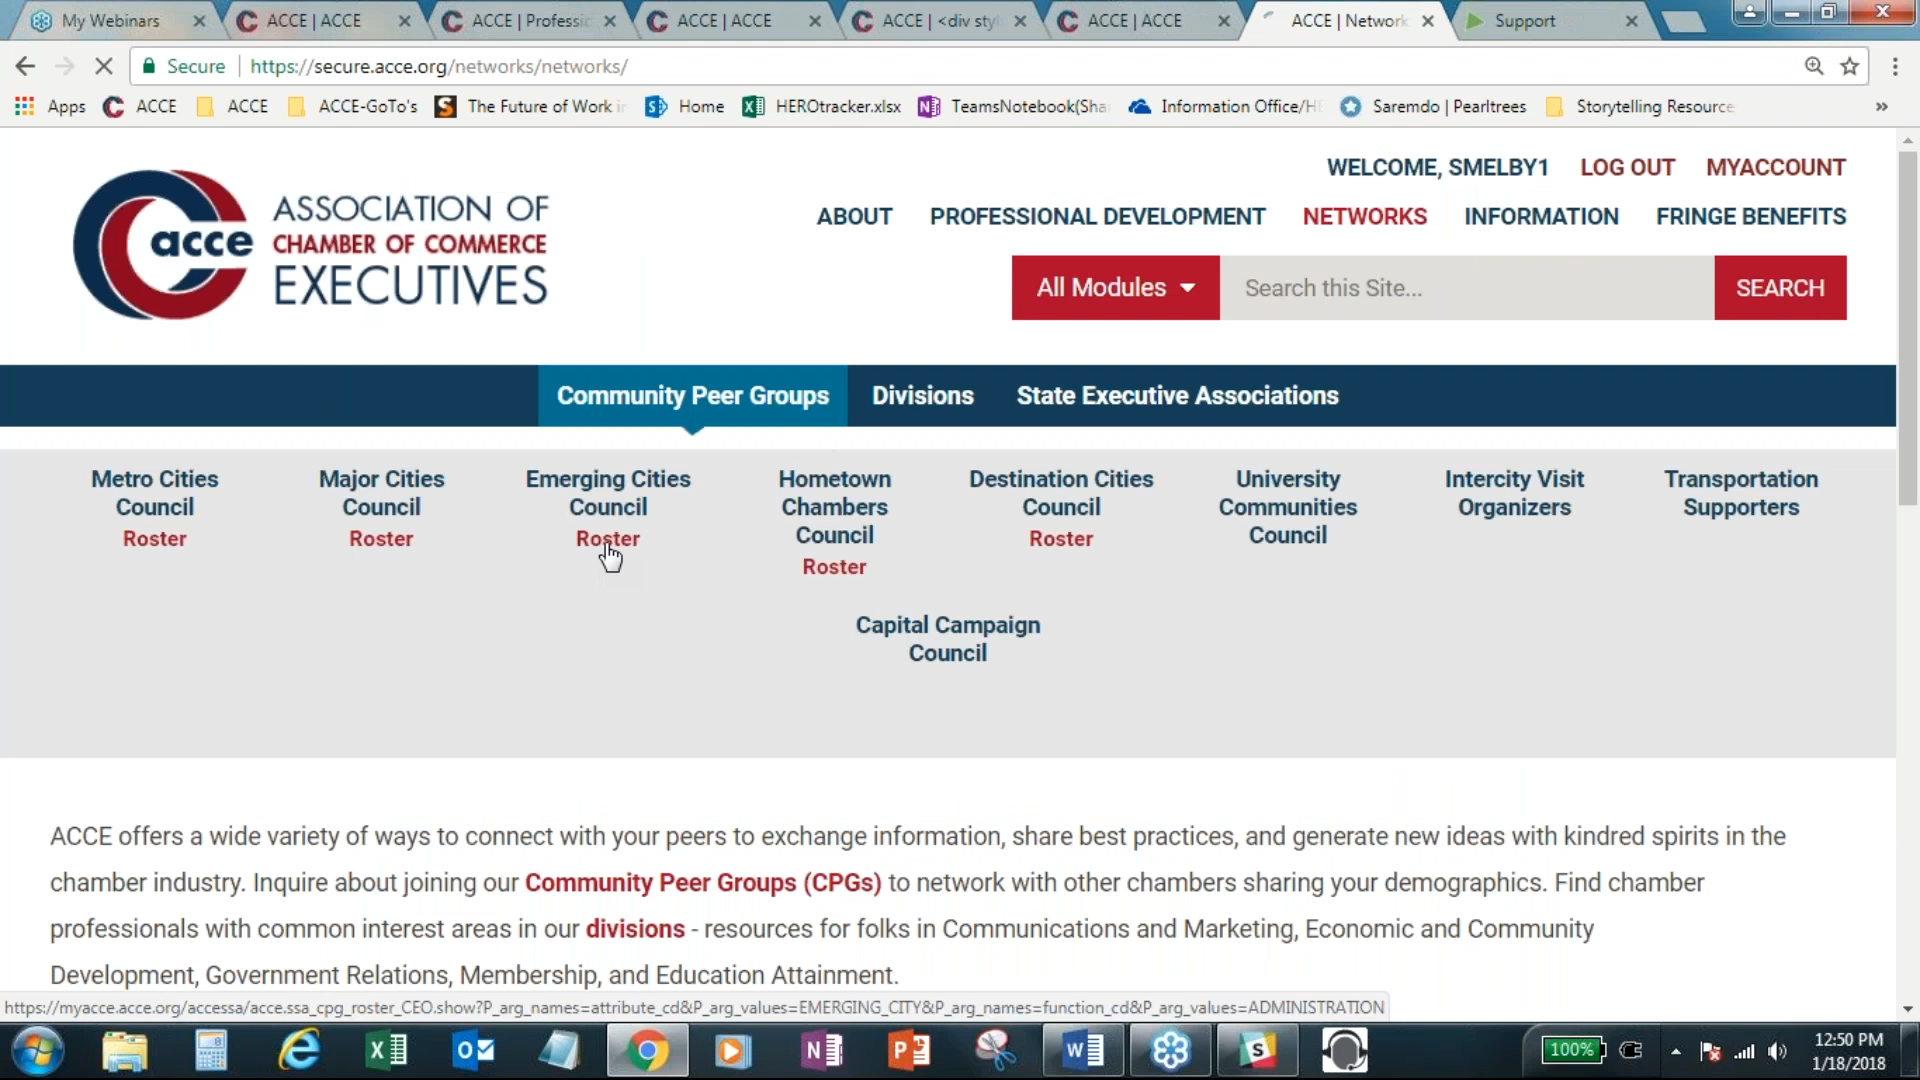 My Webinars
ACCE | ACCE
ACCE | Professio
ACCE | ACCE
ACCE | <div sty
ACCE | ACCE
ACCE | Network
Support
Secure
https://secure.acce.org/networks/networks/
Apps
ACCE
ACCE
ACCE-GoTo's
The Future of Work in
Home
HEROtracker.xlsx
TeamsNotebook(Sha
Information Office/H
Saremdo | Pearltrees
Storytelling Resource
»
WELCOME, SMELBY1 LOG OUT MYACCOUNT
ABOUT PROFESSIONAL DEVELOPMENT NETWORKS INFORMATION FRINGE BENEFITS
acce
ASSOCIATION OF
CHAMBER OF COMMERCE
EXECUTIVES
All Modules
Search this Site...
SEARCH
Community Peer Groups
Divisions
State Executive Associations
Metro Cities
Council
Roster
Major Cities
Council
Roster
Emerging Cities
Council
Roster
Hometown
Chambers
Council
Roster
Destination Cities
Council
Roster
University
Communities
Council
Intercity Visit
Organizers
Transportation
Supporters
Capital Campaign
Council
ACCE offers a wide variety of ways to connect with your peers to exchange information, share best practices, and generate new ideas with kindred spirits in the
chamber industry. Inquire about joining our Community Peer Groups (CPGs) to network with other chambers sharing your demographics. Find chamber
professionals with common interest areas in our divisions - resources for folks in Communications and Marketing, Economic and Community
Development, Government Relations, Membership, and Education Attainment.
https://myacce.acce.org/accessa/acce.ssa_cpg_roster_CEO.show?P_arg_names=attribute_cd&P_arg_values=EMERGING_CITY&P_arg_names=function_cd&P_arg_values=ADMINISTRATION
100%
12:50 PM
1/18/2018